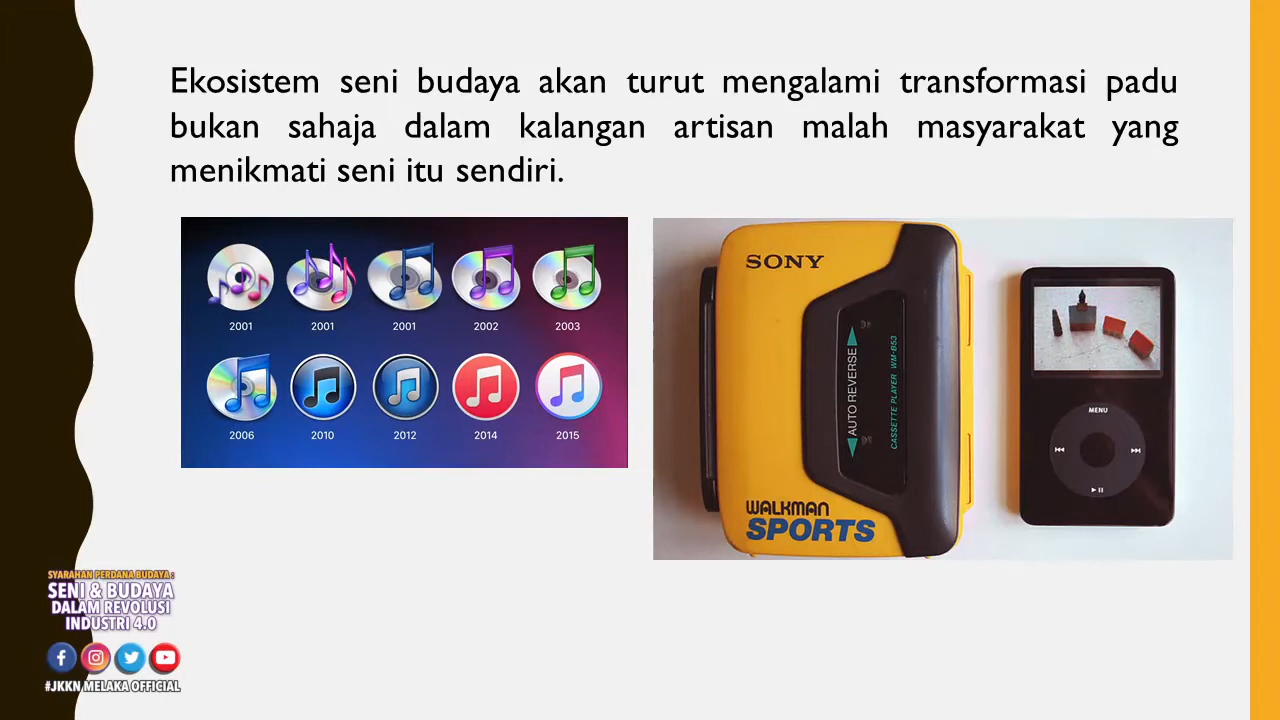 Ekosistem seni budaya akan turut mengalami transformasi padu
bukan sahaja dalam kalangan artisan malah masyarakat yang
menikmati seni itu sendiri.
2001 2001 2001 2002 2003
2006 2010 2012 2014 2015
SONY
AUTO REVERSE
CASSETTE PLAYER WM-B53
WALKMAN
SPORTS
MENU
SYARAHAN PERDANA BUDAYA :
SENI & BUDAYA
DALAM REVOLUSI
INDUSTRI 4.0
#JKKN MELAKA OFFICIAL